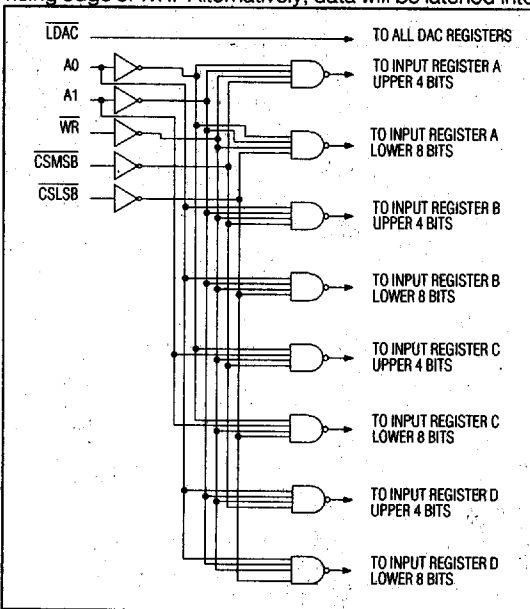 rising edge of WR. Alternatively, data will be latched into
LDAC
TO ALL DAC REGISTERS
A0
TO INPUT REGISTER A
UPPER 4 BITS
A1
WR
TO INPUT REGISTER A
LOWER 8 BITS
CSMSB
CSLSB
TO INPUT REGISTER B
UPPER 4 BITS
TO INPUT REGISTER B
LOWER 8 BITS
TO INPUT REGISTER C
UPPER 4 BITS
TO INPUT REGISTER C
LOWER 8 BITS
TO INPUT REGISTER D
UPPER 4 BITS
TO INPUT REGISTER D
LOWER 8 BITS